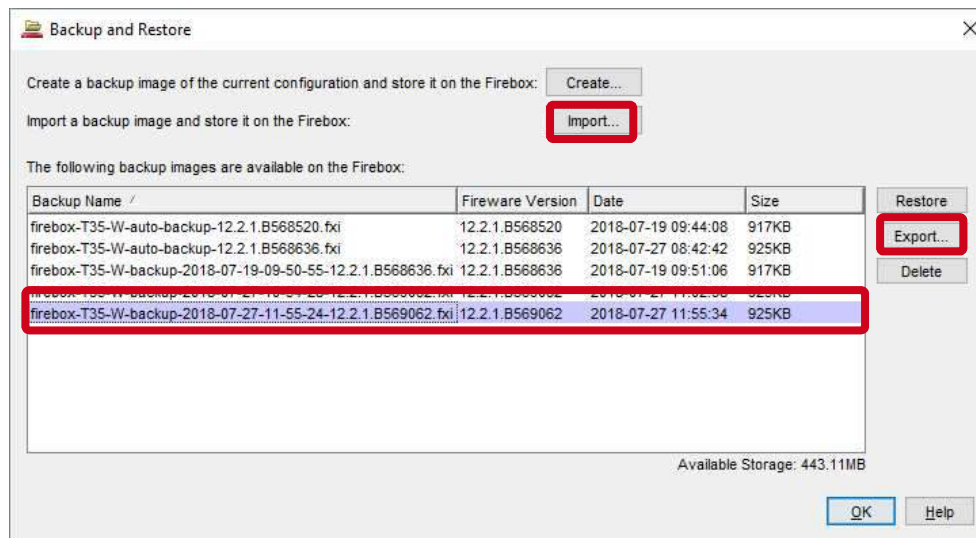 Backup and Restore
Create a backup image of the current configuration and store it on the Firebox: Create...
Import a backup image and store it on the Firebox: Import...
The following backup images are available on the Firebox:
Backup Name / Fireware Version Date Size Restore
firebox-T35-W-auto-backup-12.2.1.B568520.fxi 12.2.1.B568520 2018-07-19 09:44:08 917KB
Export...
firebox-T35-W-auto-backup-12.2.1.B568636.fxi 12.2.1.B568636 2018-07-27 08:42:42 925KB
firebox-T35-W-backup-2018-07-19-09-50-55-12.2.1.B568636.fxi 12.2.1.B568636 2018-07-19 09:51:06 917KB Delete
firebox-T35-W-backup-2018-07-27-11-55-24-12.2.1.B569062.fxi 12.2.1.B569062 2018-07-27 11:55:34 925KB
Available Storage: 443.11MB
OK Help